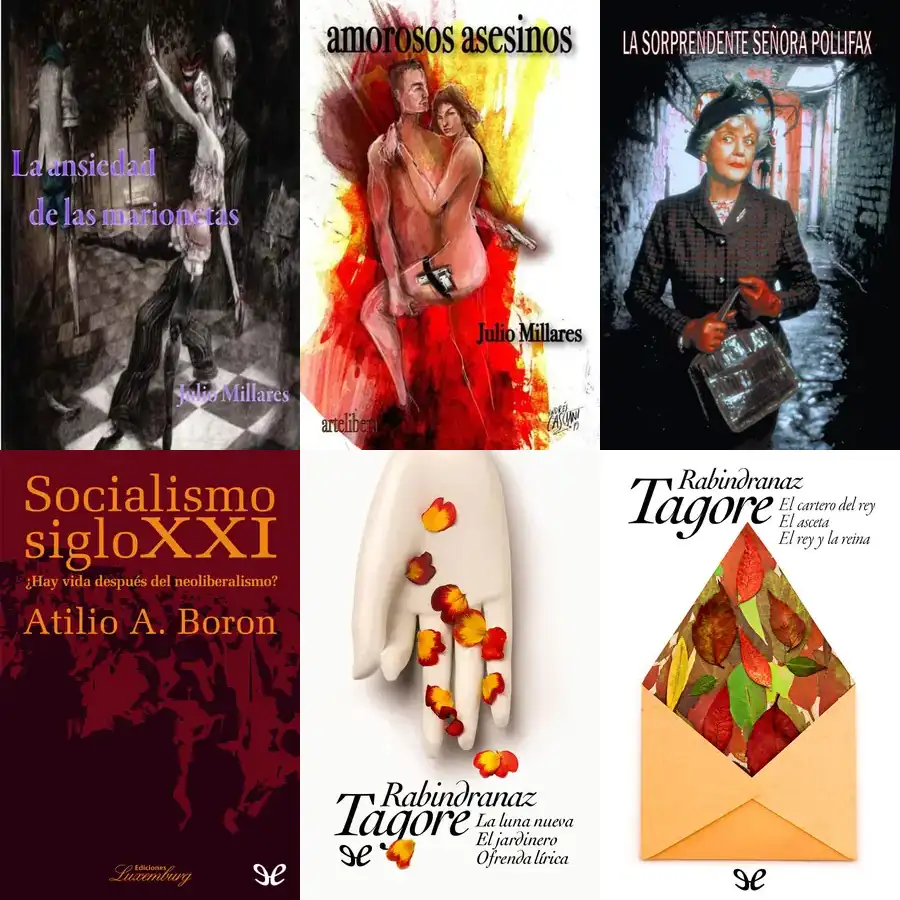 La ansiedad
de las marionetas
Julio Millares
amorosos asesinos
Julio Millares
LA SORPRENDENTE SEÑORA POLLIFAX
Socialismo
siglo XXI
¿Hay vida después del neoliberalismo?
Atilio A. Boron
Ediciones
Luxemburg
Rabindranaz
Tagore
La luna nueva
El jardinero
Ofrenda lírica
Rabindranaz
Tagore
El cartero del rey
El asceta
El rey y la reina